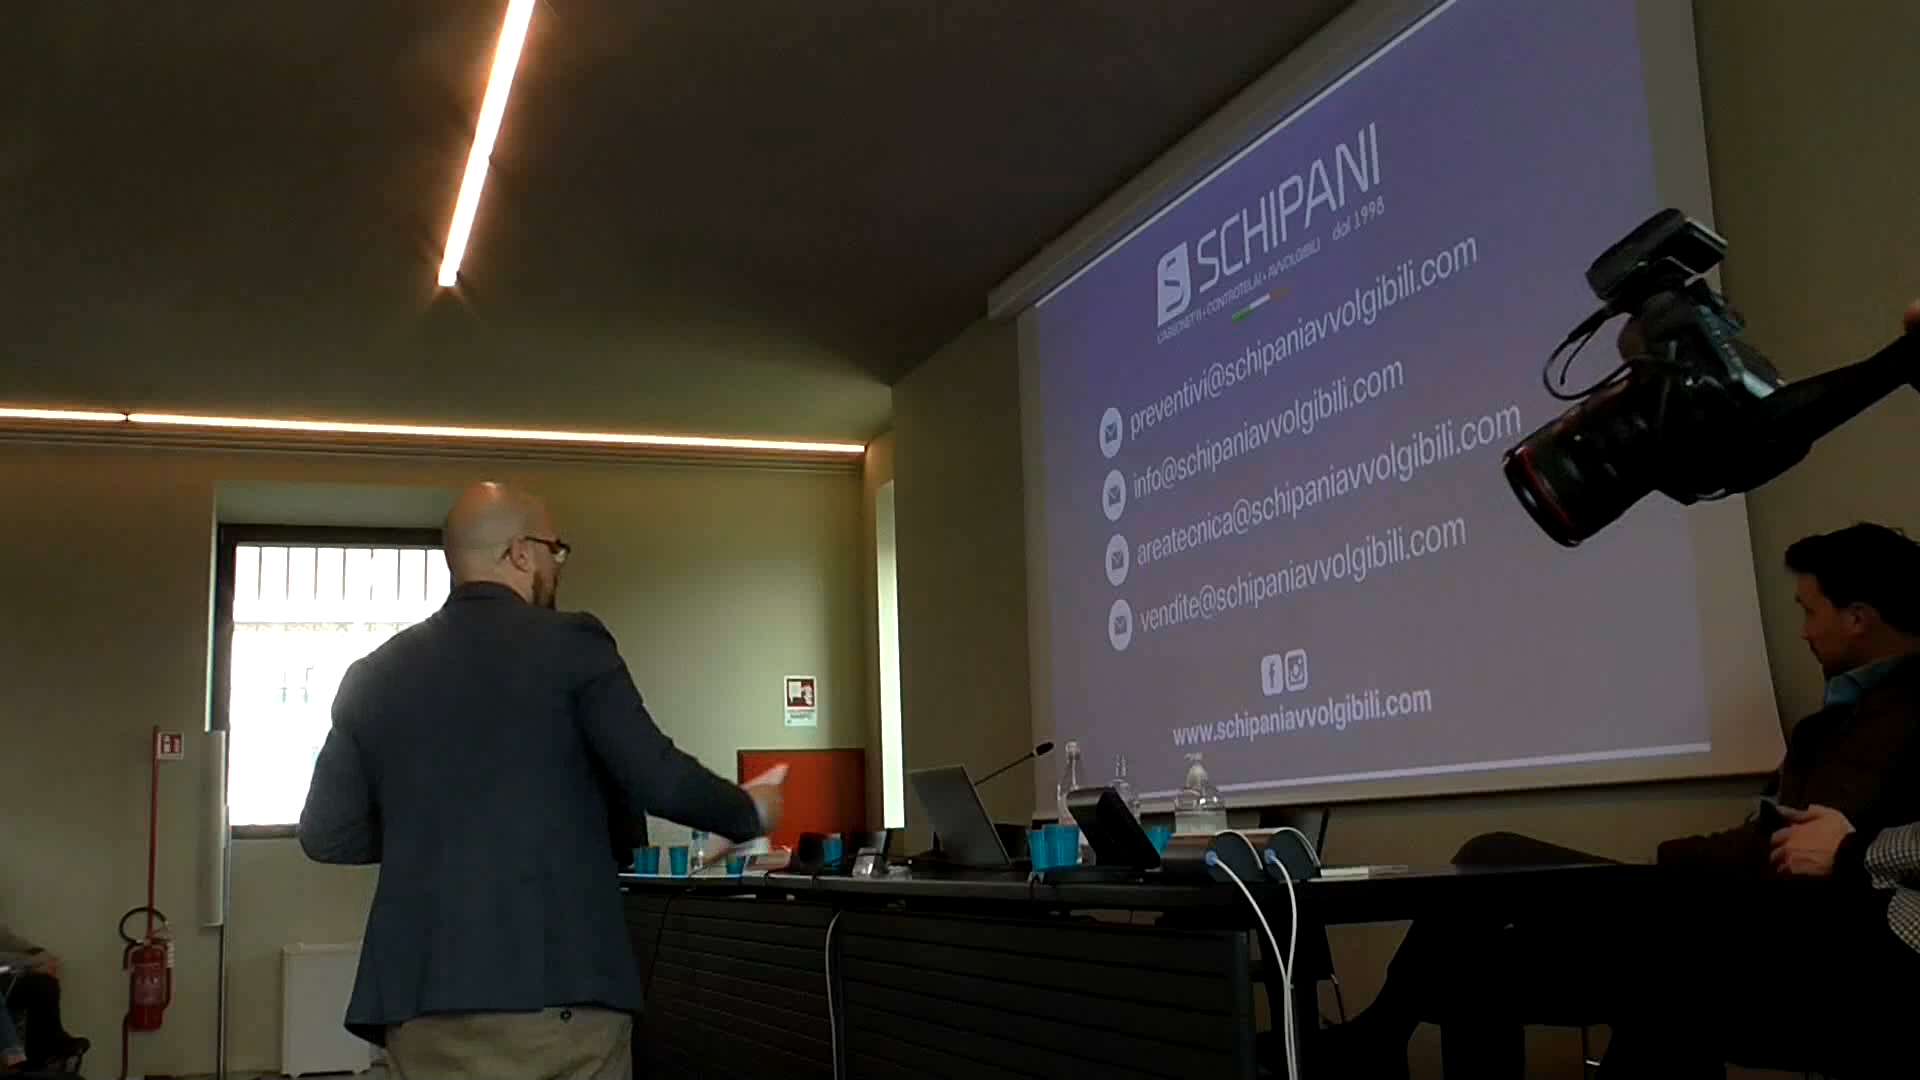 SCHIPANI
CASSONETTI • CONTROTELAI • AVVOLGIBILI dal 1998
preventivi@schipaniavvolgibili.com
info@schipaniavvolgibili.com
areatecnica@schipaniavvolgibili.com
vendite@schipaniavvolgibili.com
www.schipaniavvolgibili.com